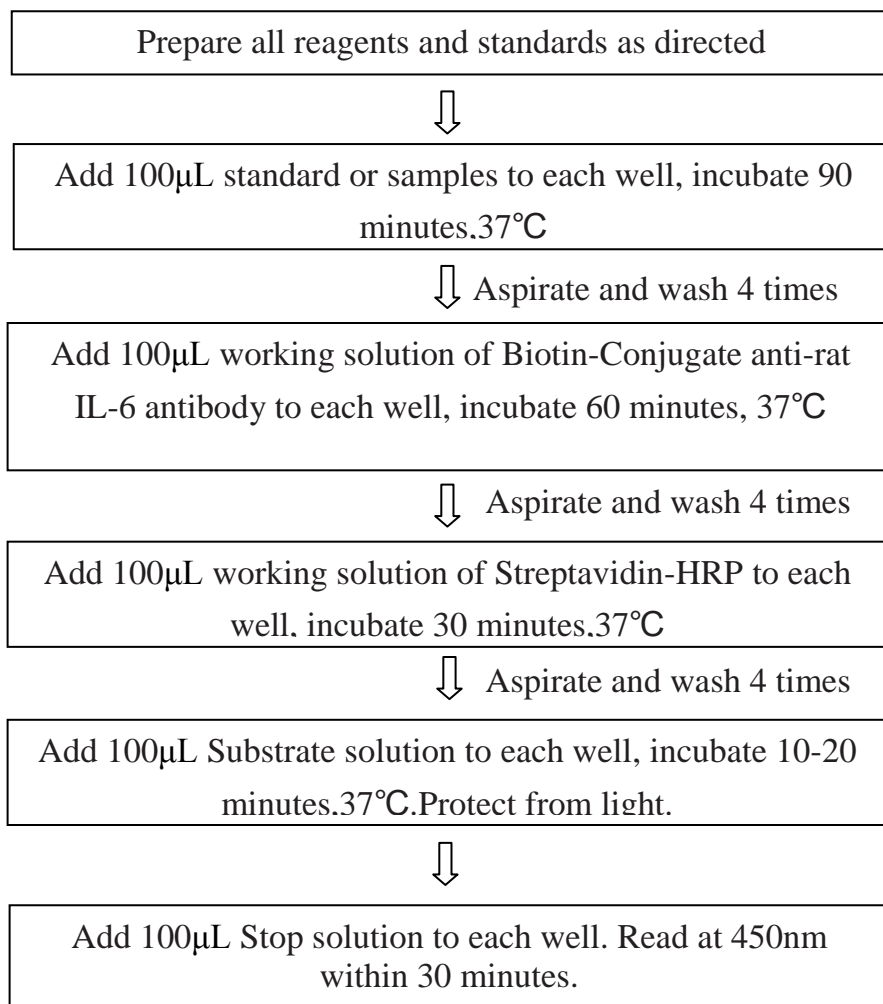 Prepare all reagents and standards as directed
Add 100μL standard or samples to each well, incubate 90
minutes,37℃
Aspirate and wash 4 times
Add 100μL working solution of Biotin-Conjugate anti-rat
IL-6 antibody to each well, incubate 60 minutes, 37℃
Aspirate and wash 4 times
Add 100μL working solution of Streptavidin-HRP to each
well, incubate 30 minutes,37℃
Aspirate and wash 4 times
Add 100μL Substrate solution to each well, incubate 10-20
minutes,37℃.Protect from light.
Add 100μL Stop solution to each well. Read at 450nm
within 30 minutes.